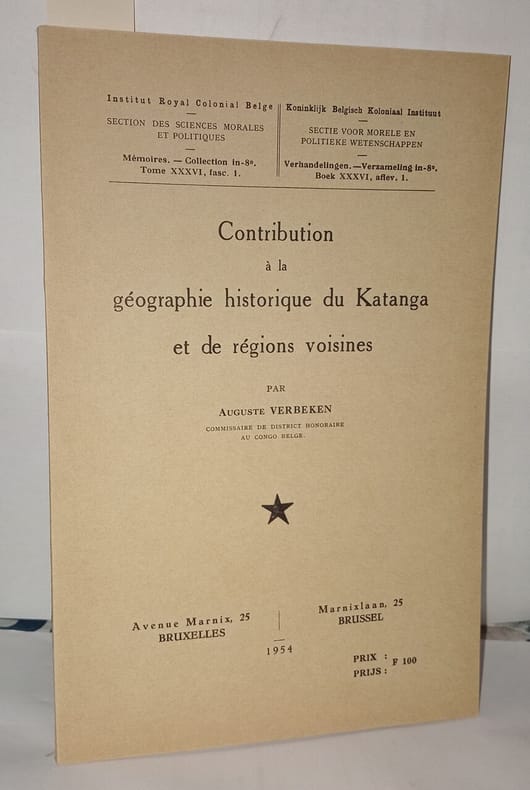 Institut Royal Colonial Belge
SECTION DES SCIENCES MORALES
ET POLITIQUES
Mémoires. — Collection in-8º.
Tome XXXVI, fasc. 1.
Koninklijk Belgisch Koloniaal Instituut
SECTIE VOOR MORELE EN
POLITIEKE WETENSCHAPPEN
Verhandelingen. — Verzameling in-8º.
Boek XXXVI, aflev. 1.
Contribution
à la
géographie historique du Katanga
et de régions voisines
PAR
AUGUSTE VERBEKEN
COMMISSAIRE DE DISTRICT HONORAIRE
AU CONGO BELGE.
Avenue Marnix, 25
BRUXELLES
Marnixlaan, 25
BRUSSEL
1954
PRIX : F 100
PRIJS :